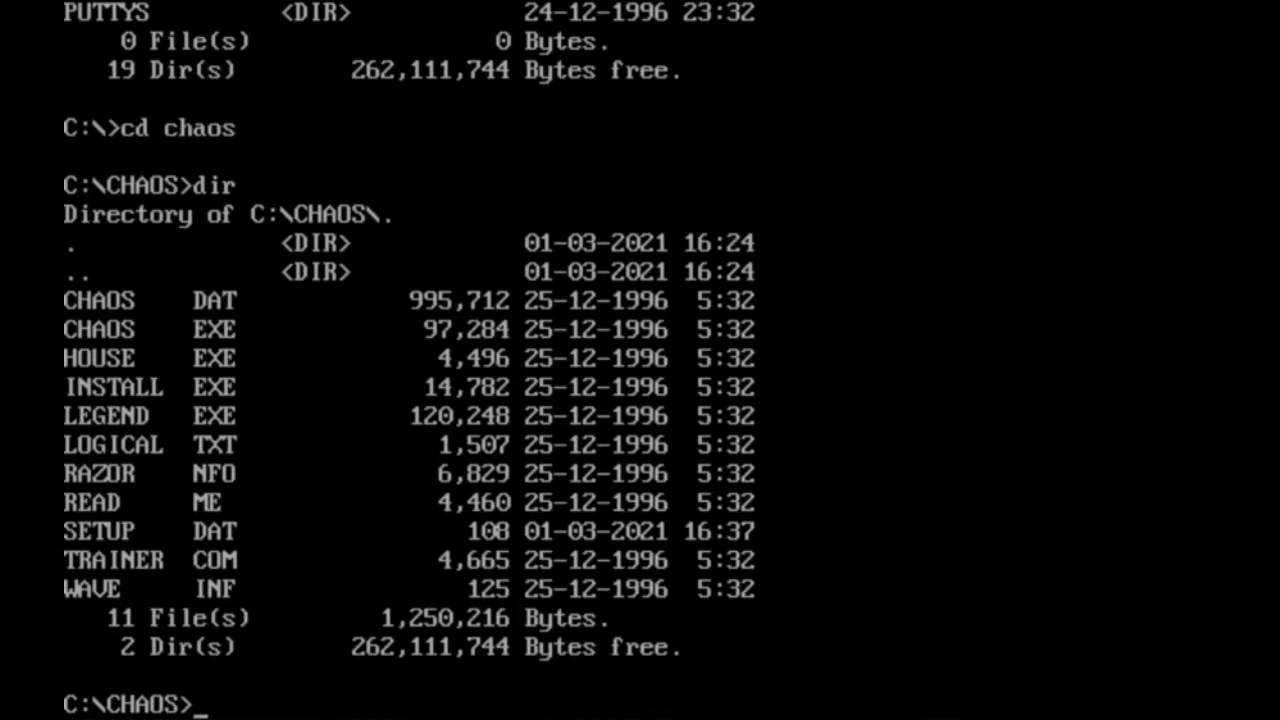 PUTTYS <DIR> 24-12-1996 23:32
0 File(s) 0 Bytes.
19 Dir(s) 262,111,744 Bytes free.
C:\>cd chaos
C:\CHAOS>dir
Directory of C:\CHAOS\.
. <DIR> 01-03-2021 16:24
.. <DIR> 01-03-2021 16:24
CHAOS DAT 995,712 25-12-1996 5:32
CHAOS EXE 97,284 25-12-1996 5:32
HOUSE EXE 4,496 25-12-1996 5:32
INSTALL EXE 14,782 25-12-1996 5:32
LEGEND EXE 120,248 25-12-1996 5:32
LOGICAL TXT 1,507 25-12-1996 5:32
RAZOR NFO 6,829 25-12-1996 5:32
READ ME 4,460 25-12-1996 5:32
SETUP DAT 108 01-03-2021 16:37
TRAINER COM 4,665 25-12-1996 5:32
WAVE INF 125 25-12-1996 5:32
11 File(s) 1,250,216 Bytes.
2 Dir(s) 262,111,744 Bytes free.
C:\CHAOS>_